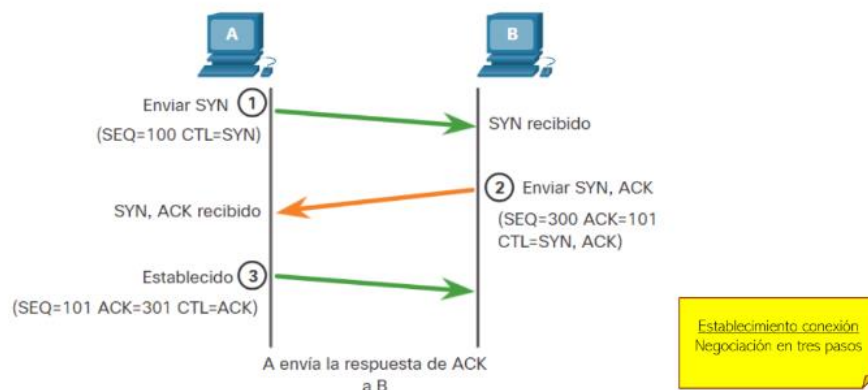 A
B
Enviar SYN 1
(SEQ=100 CTL=SYN)
SYN recibido
2 Enviar SYN, ACK
SYN, ACK recibido
(SEQ=300 ACK=101
CTL=SYN, ACK)
Establecido 3
(SEQ=101 ACK=301 CTL=ACK)
A envía la respuesta de ACK
a B
Establecimiento conexión
Negociación en tres pasos